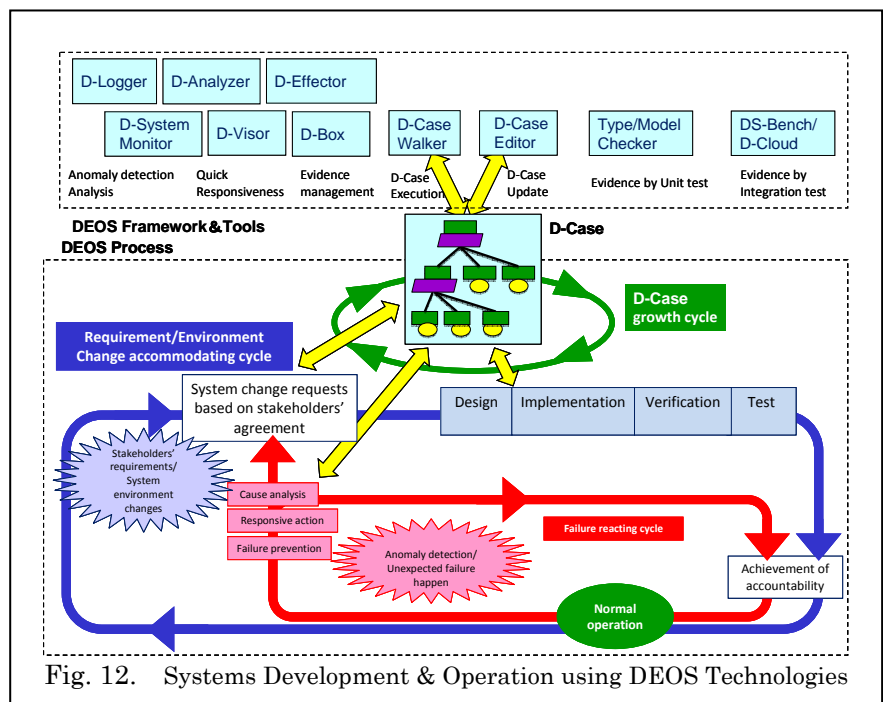 D-Logger
D-Analyzer
D-Effector
D-System
Monitor
D-Visor
D-Box
D-Case
Walker
D-Case
Editor
Type/Model
Checker
DS-Bench/
D-Cloud
Anomaly detection
Analysis
Quick
Responsiveness
Evidence
management
D-Case
Execution
D-Case
Update
Evidence by Unit test
Evidence by
Integration test
DEOS Framework&Tools
DEOS Process
D-Case
D-Case
growth cycle
Requirement/Environment
Change accommodating cycle
System change requests
based on stakeholders'
agreement
Design
Implementation
Verification
Test
Stakeholders'
requirements/
System
environment
changes
Cause analysis
Responsive action
Failure prevention
Anomaly detection/
Unexpected failure
happen
Failure reacting cycle
Achievement of
accountability
Normal
operation
Fig. 12. Systems Development & Operation using DEOS Technologies